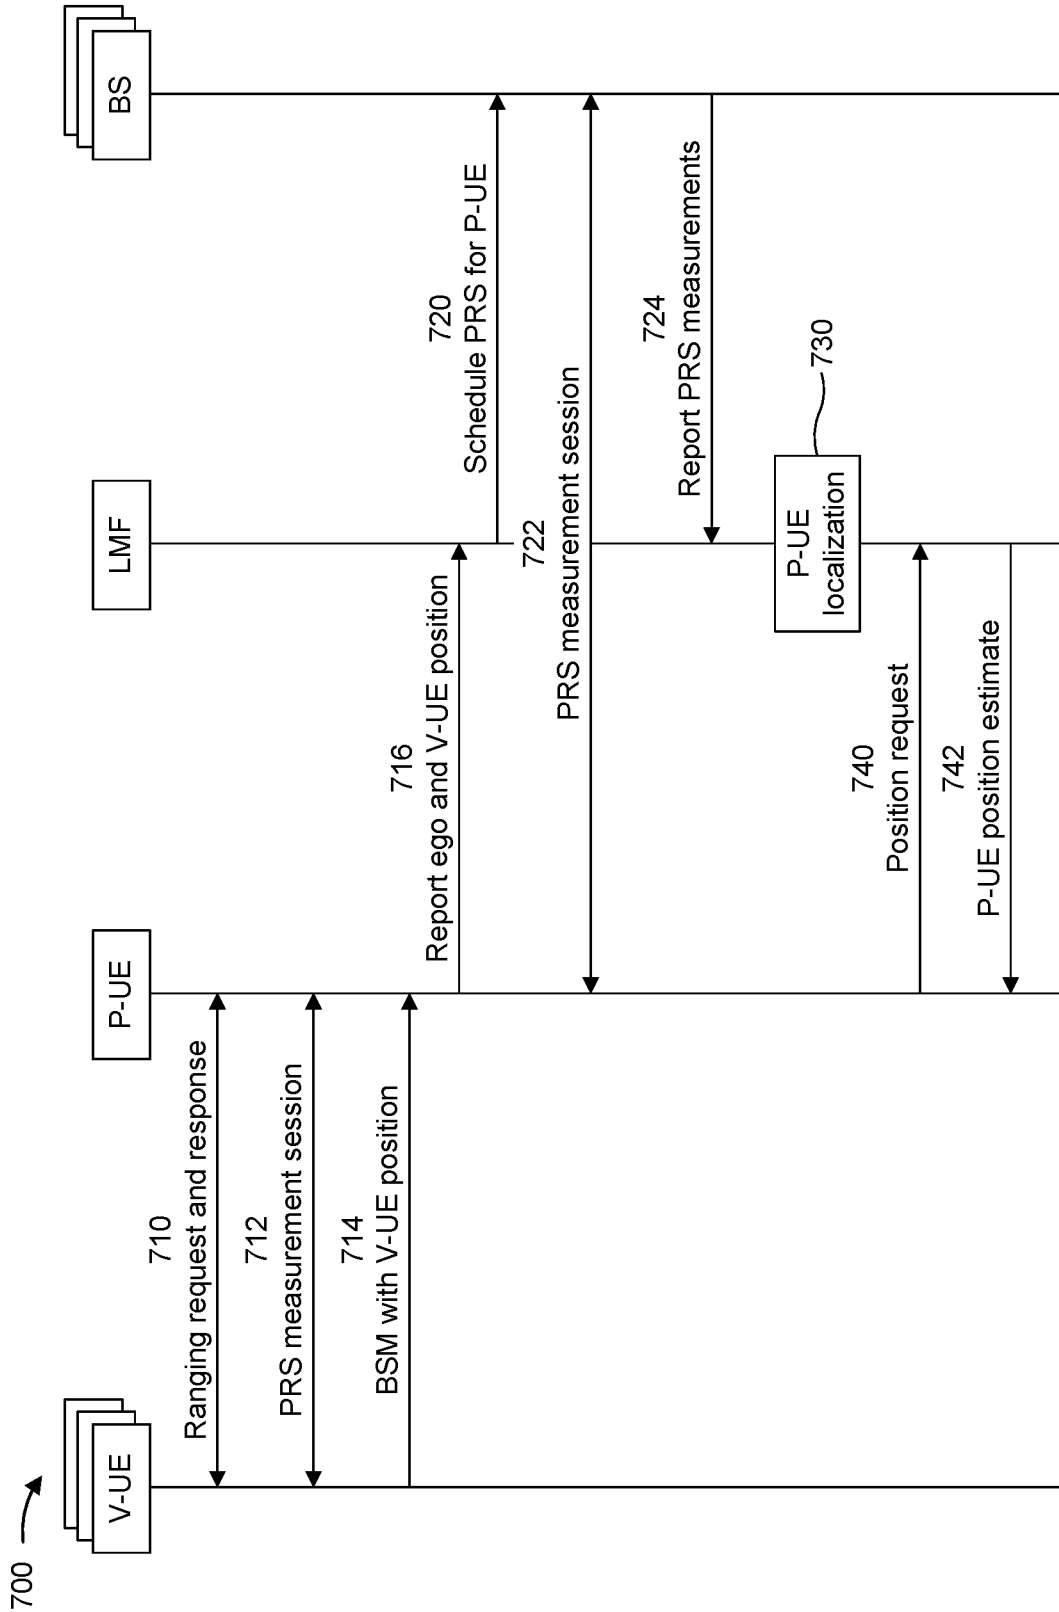 700
V-UE
P-UE
LMF
BS
710
Ranging request and response
712
PRS measurement session
714
BSM with V-UE position
716
Report ego and V-UE position
720
Schedule PRS for P-UE
722
PRS measurement session
724
Report PRS measurements
P-UE
localization
730
740
Position request
742
P-UE position estimate